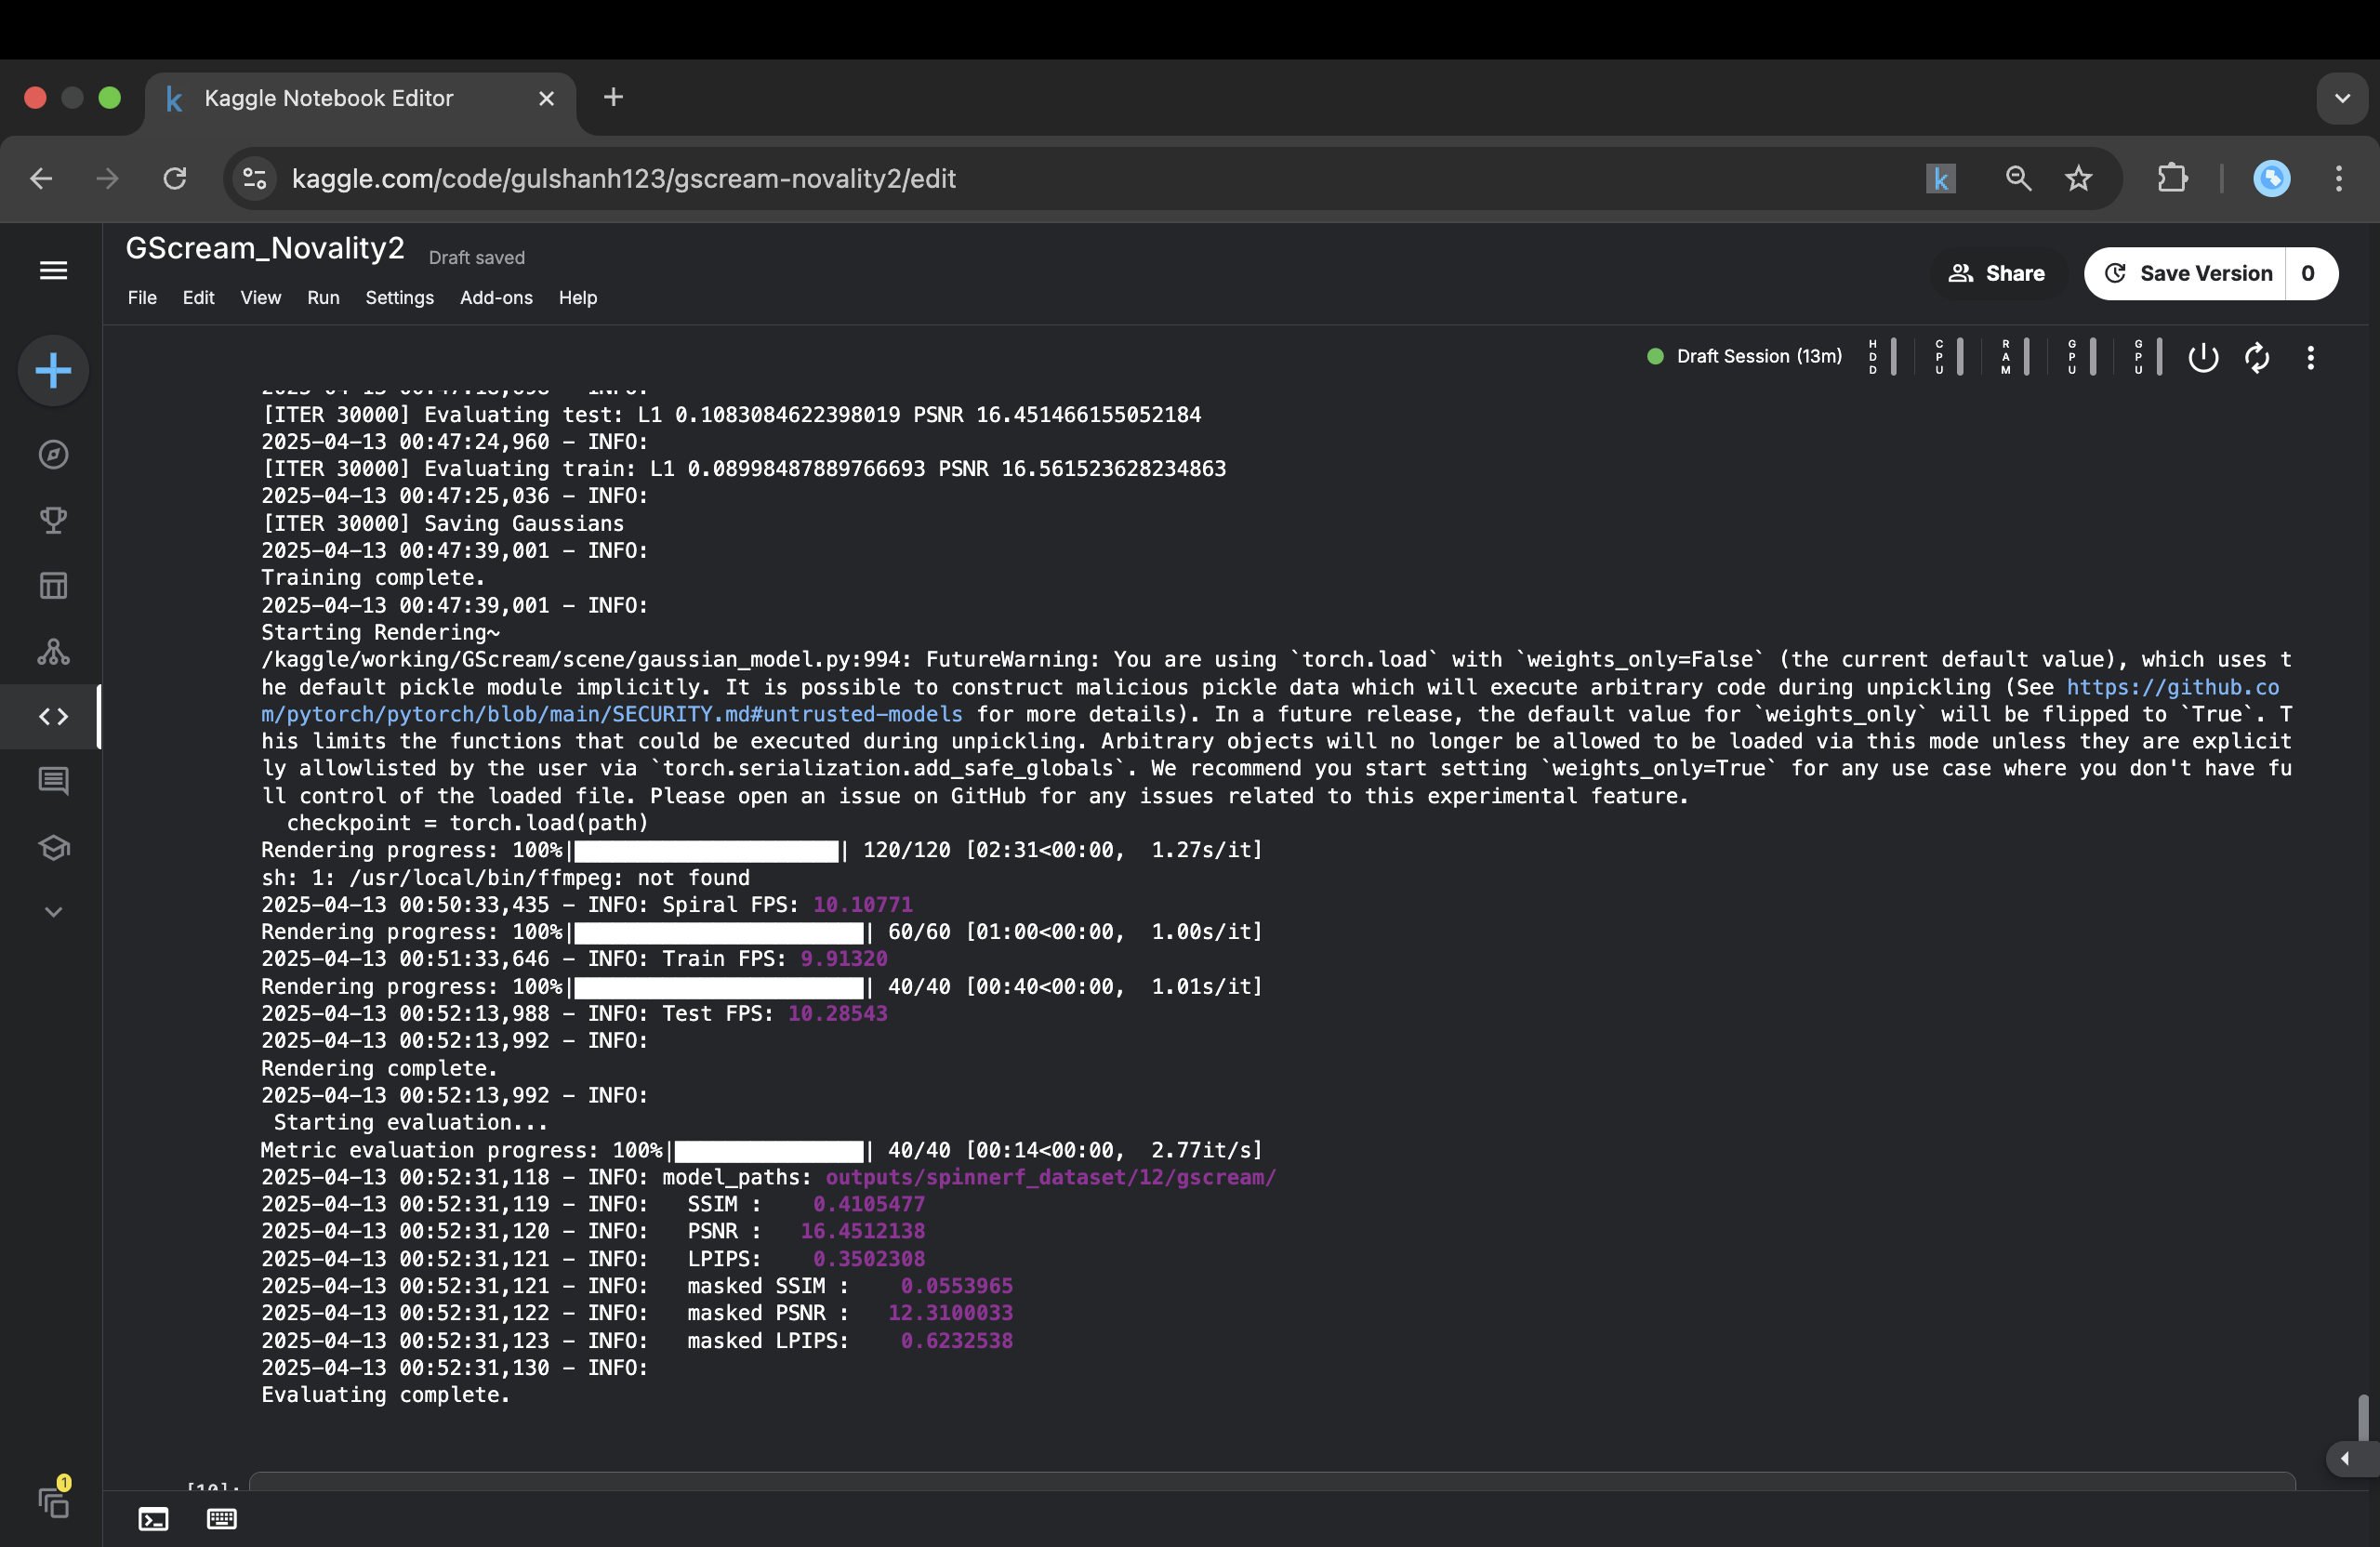 Kaggle Notebook Editor
kaggle.com/code/gulshanh123/gscream-novality2/edit
GScream_Novality2 Draft saved
Share
Save Version 0
File Edit View Run Settings Add-ons Help
Draft Session (13m) HDD CPU RAM GPU GPU
2025-04-13 00:47:18,698 - INFO:
[ITER 30000] Evaluating test: L1 0.1083084622398019 PSNR 16.451466155052184
2025-04-13 00:47:24,960 - INFO:
[ITER 30000] Evaluating train: L1 0.08998487889766693 PSNR 16.561523628234863
2025-04-13 00:47:25,036 - INFO:
[ITER 30000] Saving Gaussians
2025-04-13 00:47:39,001 - INFO:
Training complete.
2025-04-13 00:47:39,001 - INFO:
Starting Rendering~
/kaggle/working/GScream/scene/gaussian_model.py:994: FutureWarning: You are using `torch.load` with `weights_only=False` (the current default value), which uses t
he default pickle module implicitly. It is possible to construct malicious pickle data which will execute arbitrary code during unpickling (See https://github.co
m/pytorch/pytorch/blob/main/SECURITY.md#untrusted-models for more details). In a future release, the default value for `weights_only` will be flipped to `True`. T
his limits the functions that could be executed during unpickling. Arbitrary objects will no longer be allowed to be loaded via this mode unless they are explicit
ly allowlisted by the user via `torch.serialization.add_safe_globals`. We recommend you start setting `weights_only=True` for any use case where you don't have fu
ll control of the loaded file. Please open an issue on GitHub for any issues related to this experimental feature.
checkpoint = torch.load(path)
Rendering progress: 100%| | 120/120 [02:31<00:00, 1.27s/it]
sh: 1: /usr/local/bin/ffmpeg: not found
2025-04-13 00:50:33,435 - INFO: Spiral FPS: 10.10771
Rendering progress: 100%| | 60/60 [01:00<00:00, 1.00s/it]
2025-04-13 00:51:33,646 - INFO: Train FPS: 9.91320
Rendering progress: 100%| | 40/40 [00:40<00:00, 1.01s/it]
2025-04-13 00:52:13,988 - INFO: Test FPS: 10.28543
2025-04-13 00:52:13,992 - INFO:
Rendering complete.
2025-04-13 00:52:13,992 - INFO:
Starting evaluation...
Metric evaluation progress: 100%| | 40/40 [00:14<00:00, 2.77it/s]
2025-04-13 00:52:31,118 - INFO: model_paths: outputs/spinnerf_dataset/12/gscream/
2025-04-13 00:52:31,119 - INFO: SSIM : 0.4105477
2025-04-13 00:52:31,120 - INFO: PSNR : 16.4512138
2025-04-13 00:52:31,121 - INFO: LPIPS: 0.3502308
2025-04-13 00:52:31,121 - INFO: masked SSIM : 0.0553965
2025-04-13 00:52:31,122 - INFO: masked PSNR : 12.3100033
2025-04-13 00:52:31,123 - INFO: masked LPIPS: 0.6232538
2025-04-13 00:52:31,130 - INFO:
Evaluating complete.
[10]:
1